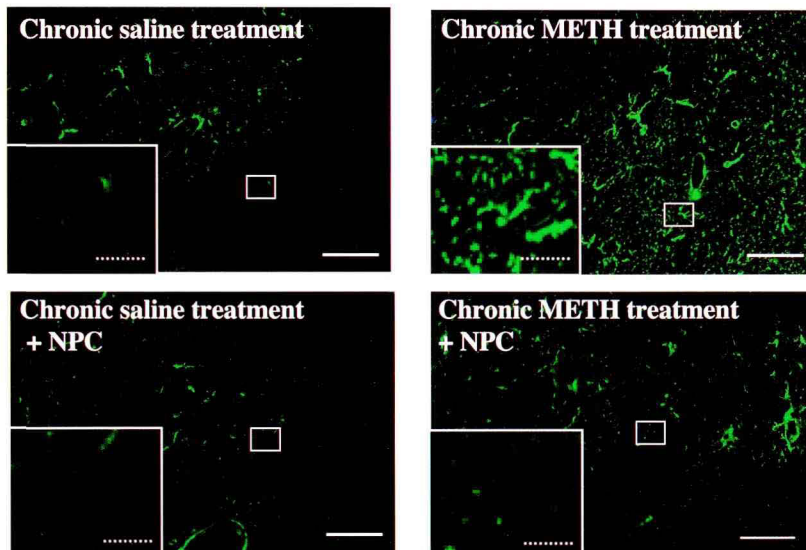 Chronic saline treatment
Chronic METH treatment
Chronic saline treatment
+ NPC
Chronic METH treatment
+ NPC